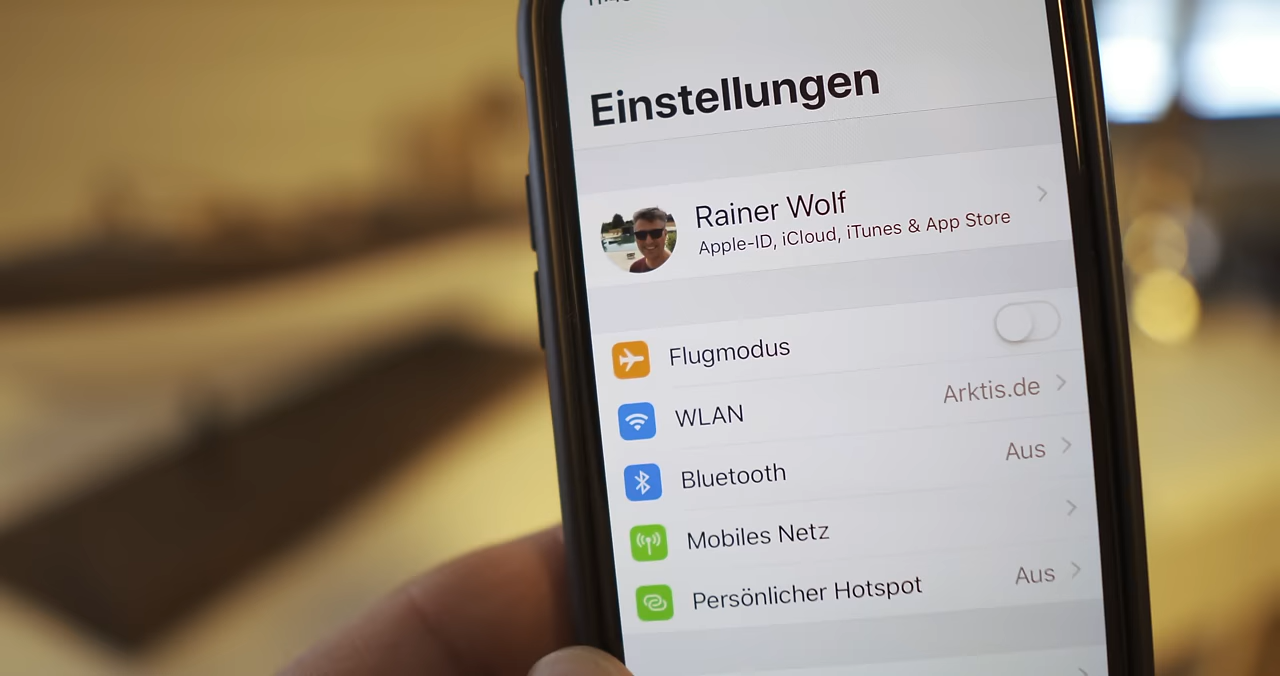 Einstellungen
Rainer Wolf
Apple-ID, iCloud, iTunes & App Store
Flugmodus
WLAN Arktis.de
Bluetooth Aus
Mobiles Netz
Persönlicher Hotspot Aus